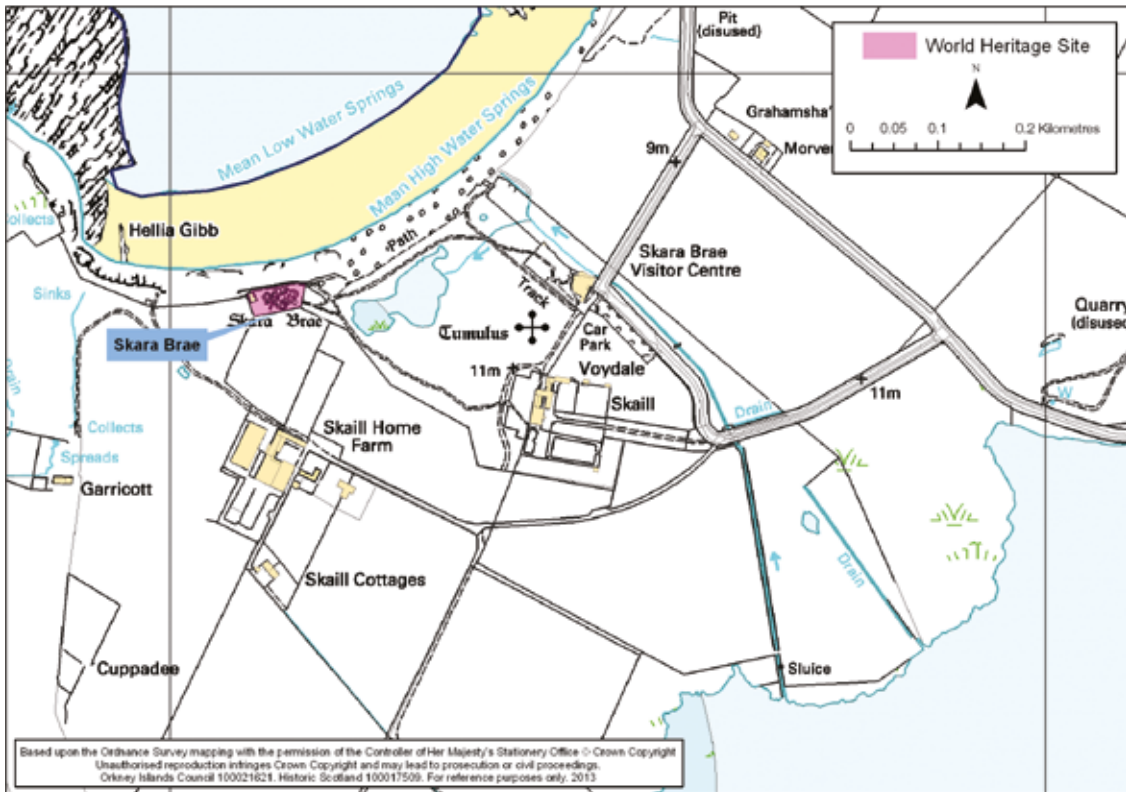 Pit
(disused)
World Heritage Site
N
0 0.05 0.1 0.2 Kilometres
Mean Low Water Springs
Mean High Water Springs
Grahamsha'
Morven
9m
Collects
Hellia Gibb
Path
Skara Brae
Visitor Centre
Sinks
Track
Skara Brae
Skara Brae
Tumulus
Car
Park
Quarry
(disused
Drain
11m
Voydale
Skaill
11m
W
Drain
Collects
Spreads
Skaill Home
Farm
Garricott
Drain
Skaill Cottages
Cuppadee
Sluice
Based upon the Ordnance Survey mapping with the permission of the Controller of Her Majesty's Stationery Office © Crown Copyright
Unauthorised reproduction infringes Crown Copyright and may lead to prosecution or civil proceedings.
Orkney Islands Council 100021621. Historic Scotland 100017509. For reference purposes only. 2013